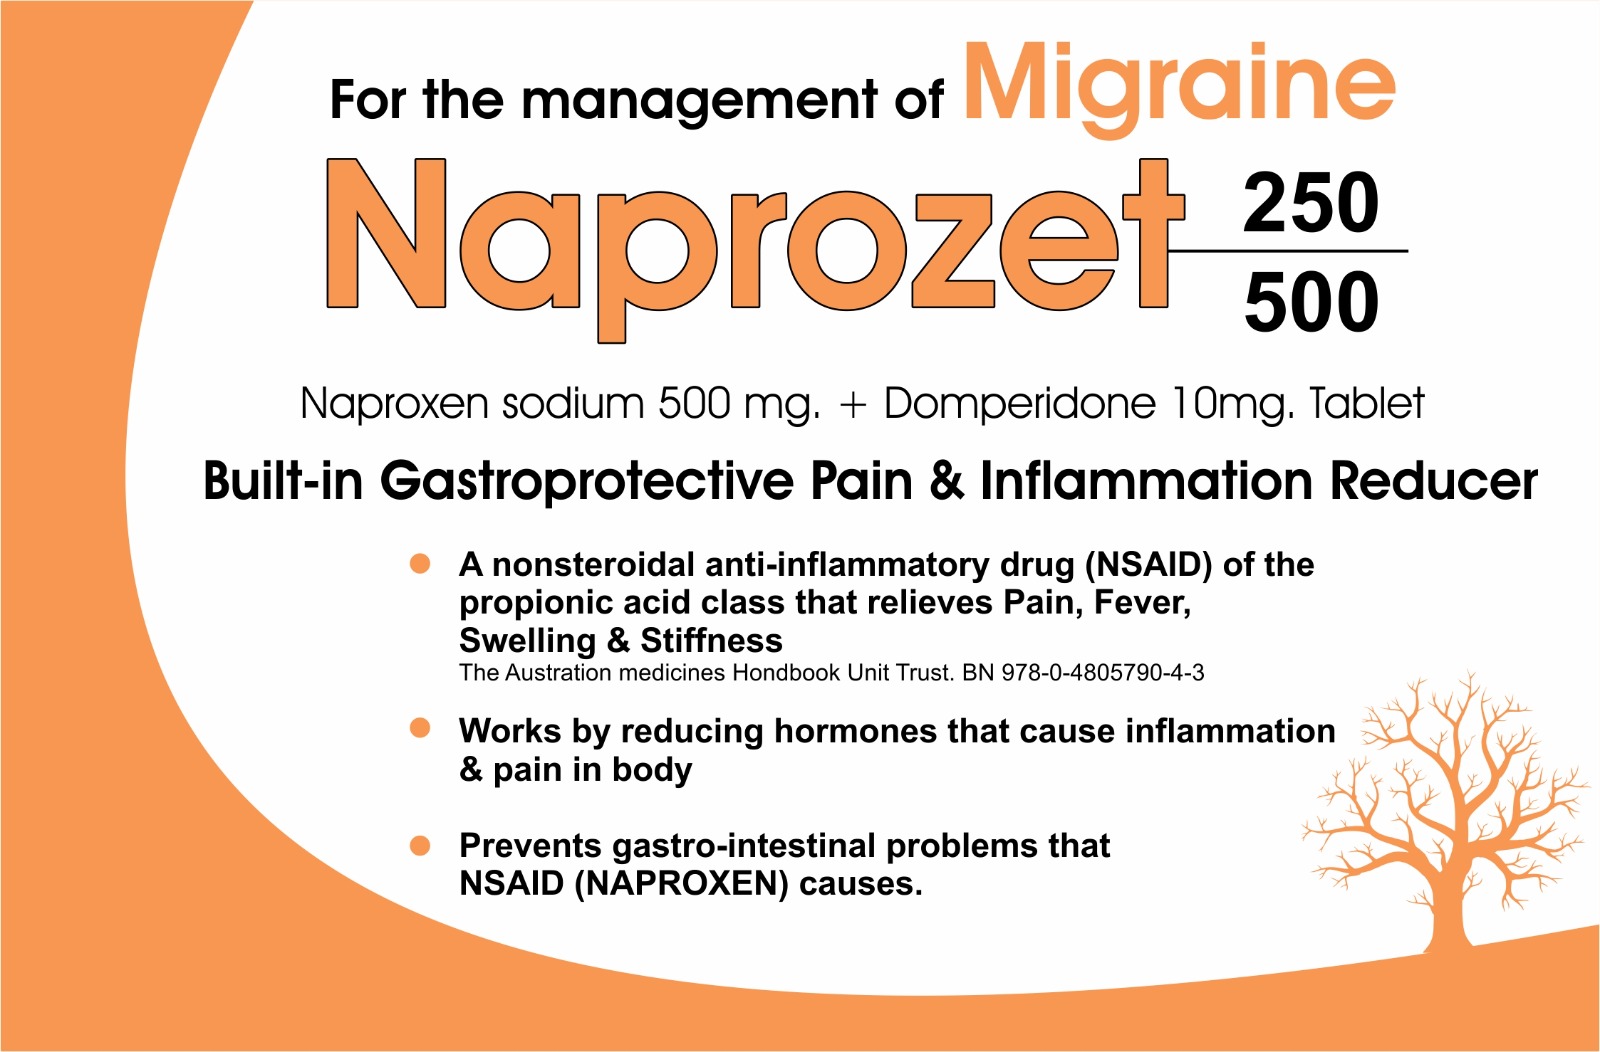 For the management of Migraine
Naprozet 250
500
Naproxen sodium 500 mg. + Domperidone 10mg. Tablet
Built-in Gastroprotective Pain & Inflammation Reducer
A nonsteroidal anti-inflammatory drug (NSAID) of the
propionic acid class that relieves Pain, Fever,
Swelling & Stiffness
The Austration medicines Hondbook Unit Trust. BN 978-0-4805790-4-3
Works by reducing hormones that cause inflammation
& pain in body
Prevents gastro-intestinal problems that
NSAID (NAPROXEN) causes.